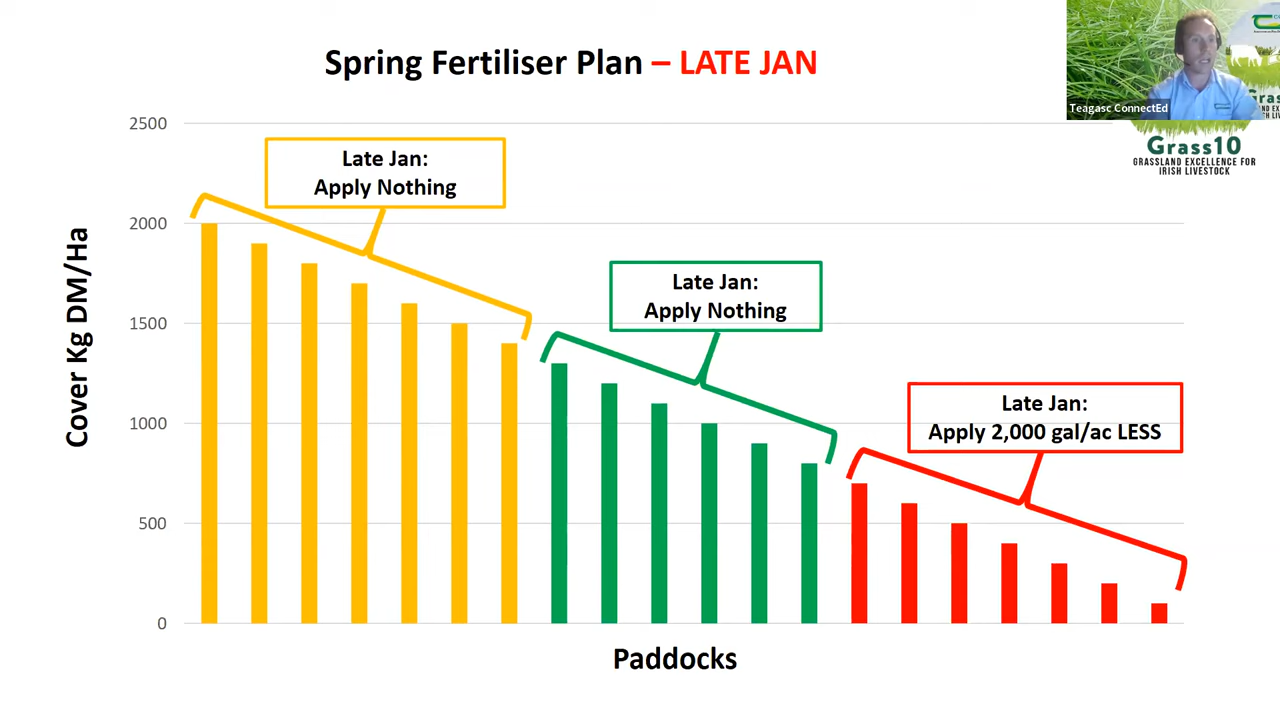 Spring Fertiliser Plan – LATE JAN
Teagasc ConnectEd
Grass10
GRASSLAND EXCELLENCE FOR
IRISH LIVESTOCK
2500
2000
1500
1000
500
0
Cover Kg DM/Ha
Late Jan:
Apply Nothing
Late Jan:
Apply Nothing
Late Jan:
Apply 2,000 gal/ac LESS
Paddocks